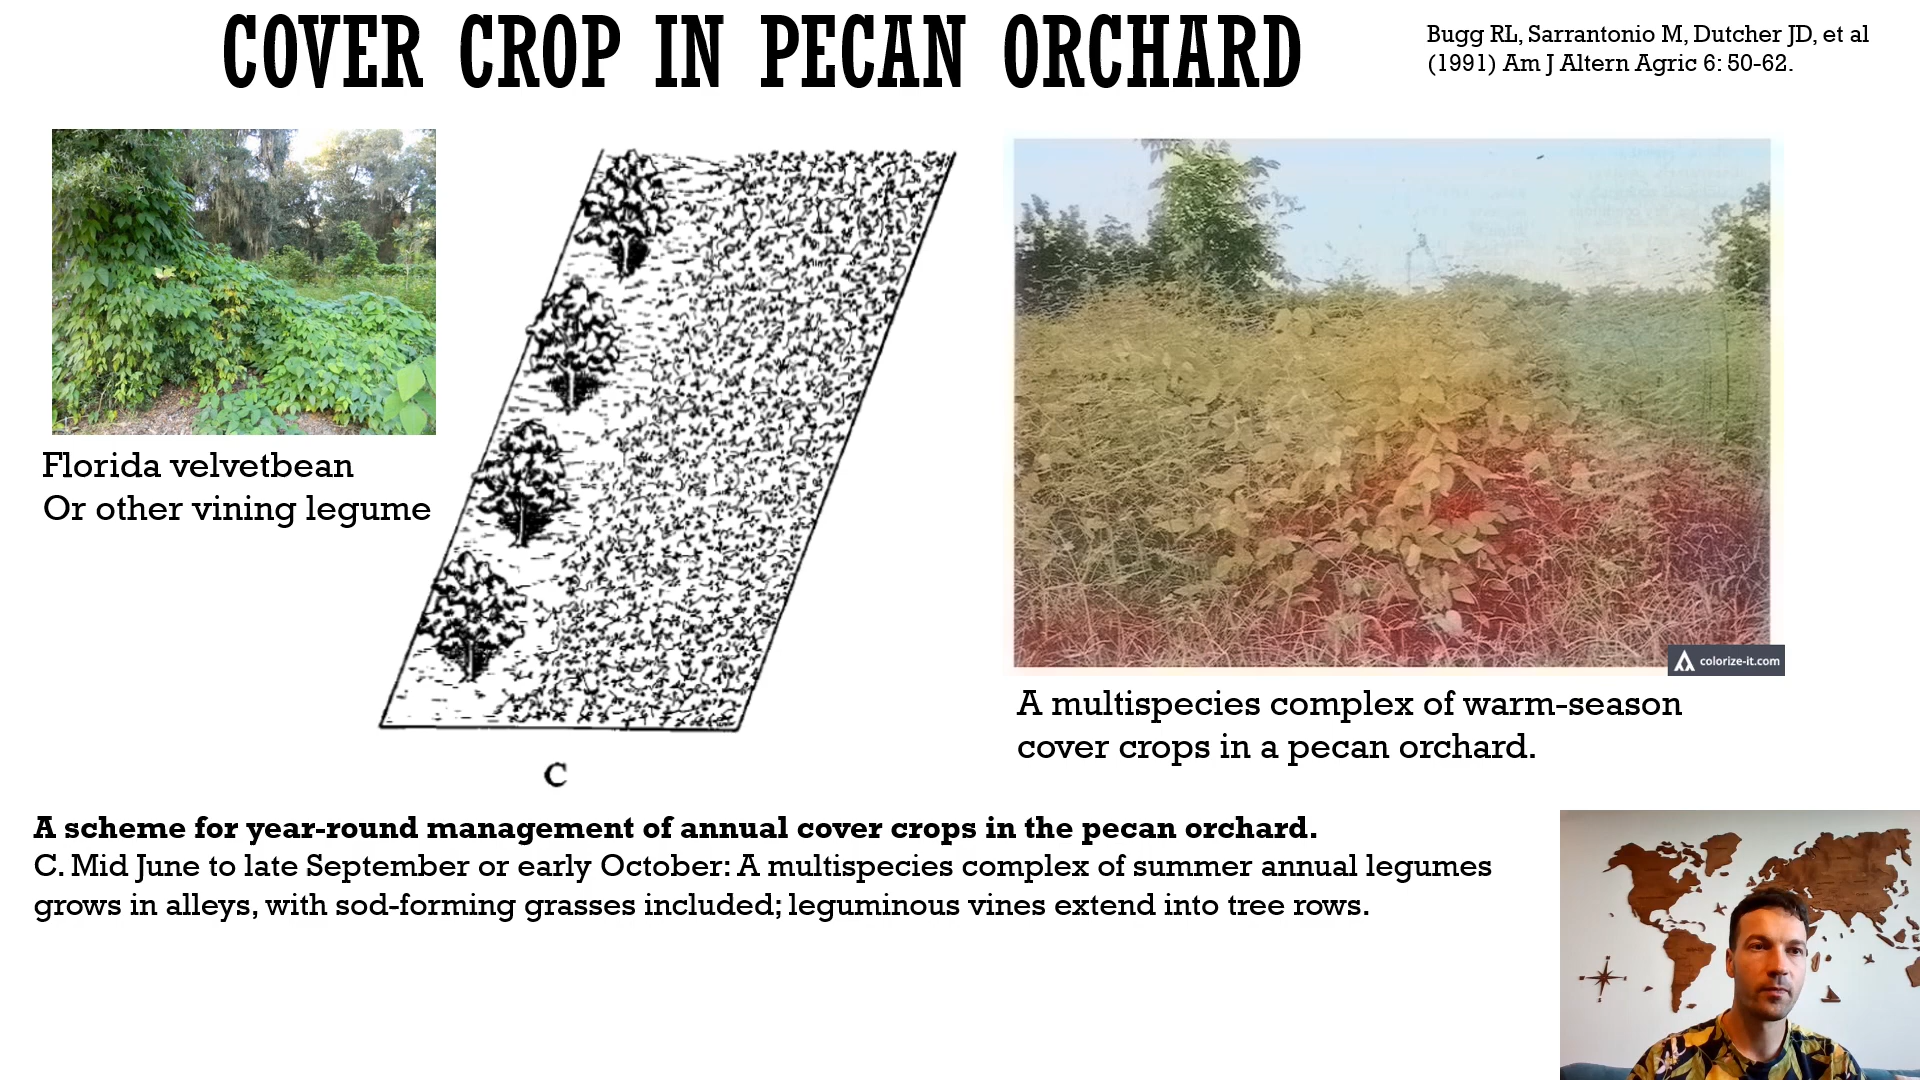 COVER CROP IN PECAN ORCHARD
Bugg RL, Sarrantonio M, Dutcher JD, et al
(1991) Am J Altern Agric 6: 50-62.
Florida velvetbean
Or other vining legume
C
colorize-it.com
A multispecies complex of warm-season
cover crops in a pecan orchard.
A scheme for year-round management of annual cover crops in the pecan orchard.
C. Mid June to late September or early October: A multispecies complex of summer annual legumes
grows in alleys, with sod-forming grasses included; leguminous vines extend into tree rows.